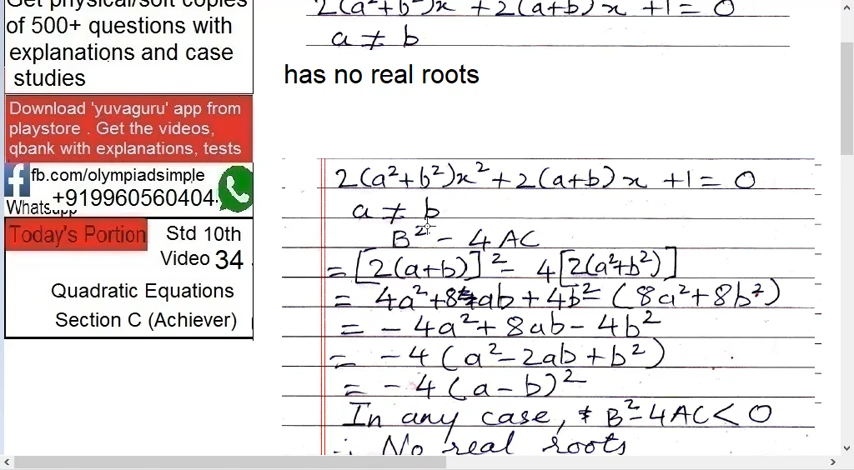 Get physical/soft copies
of 500+ questions with
explanations and case
studies
Download 'yuvaguru' app from
playstore . Get the videos,
qbank with explanations, tests
fb.com/olympiadsimple
Whatsupp +919960560404
Today's Portion
Std 10th
Video 34
Quadratic Equations
Section C (Achiever)
2(a²+b²)x² + 2(a+b)x + 1 = 0
a ≠ b
has no real roots
2(a²+b²)x² + 2(a+b)x + 1 = 0
a ≠ b
B² - 4AC
= [2(a+b)]² - 4[2(a²+b²)]
= 4a² + 8ab + 4b² - (8a²+8b²)
= -4a² + 8ab - 4b²
= -4(a² - 2ab + b²)
= -4(a-b)²
In any case, B²-4AC < 0
∴ No real roots